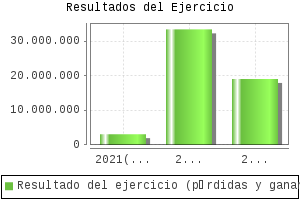 Resultados del Ejercicio
30.000.000
20.000.000
10.000.000
0
2021(... 2... 2...
Resultado del ejercicio (p▯rdidas y gana